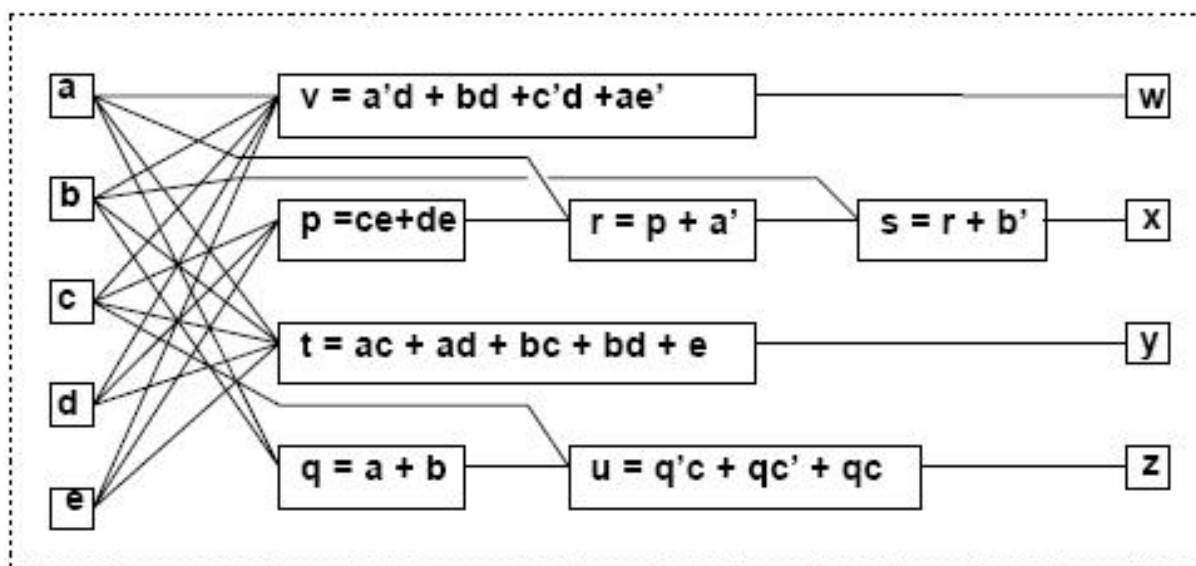 a
v = a’d + bd +c’d +ae’
w
b
p =ce+de
r = p + a’
s = r + b’
x
c
t = ac + ad + bc + bd + e
y
d
q = a + b
u = q’c + qc’ + qc
z
e